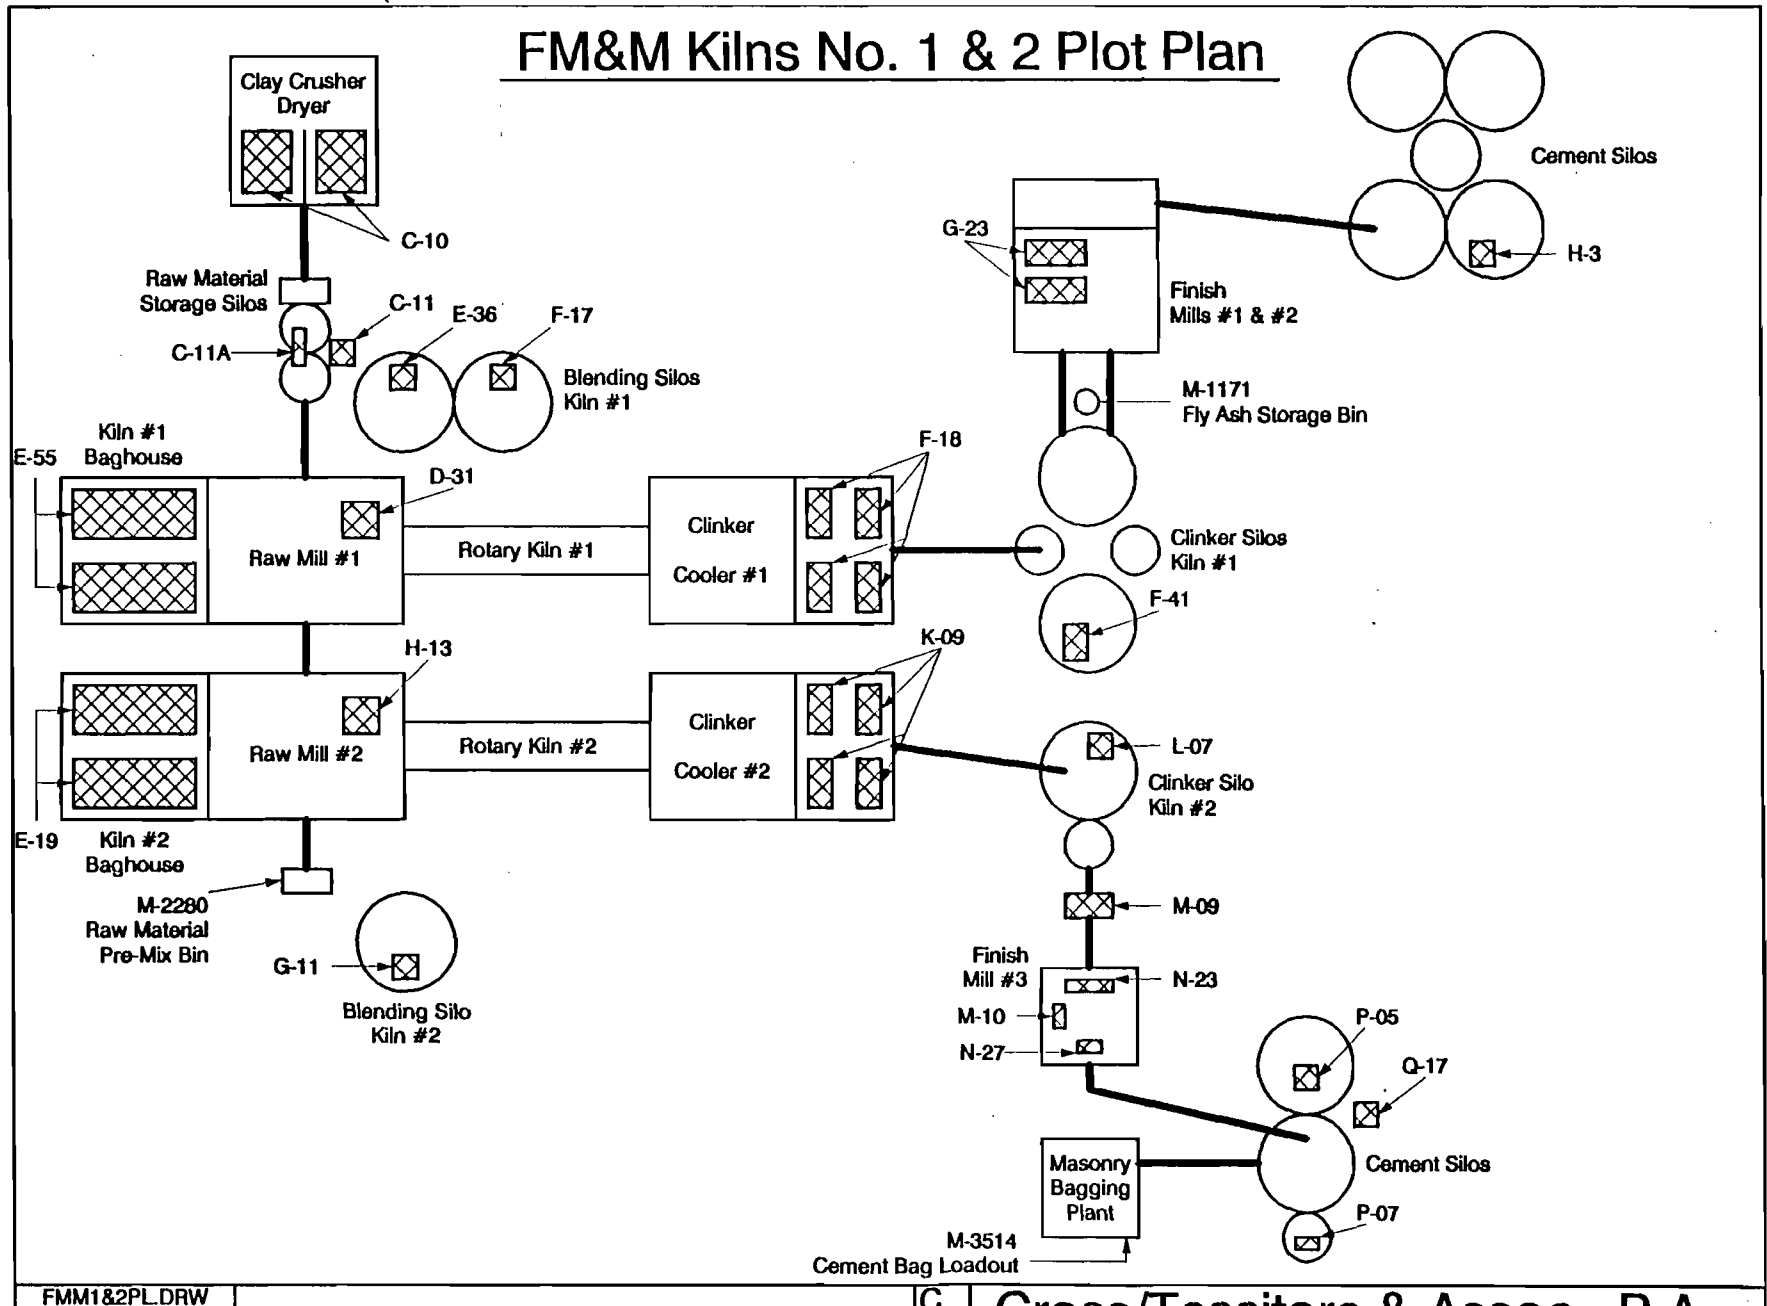 FM&M Kilns No. 1 & 2 Plot Plan
Clay Crusher
Dryer
C-10
Cement Silos
H-3
G-23
Finish
Mills #1 & #2
Raw Material
Storage Silos
C-11
C-11A
E-36
F-17
Blending Silos
Kiln #1
M-1171
Fly Ash Storage Bin
Kiln #1
Baghouse
E-55
D-31
Raw Mill #1
Rotary Kiln #1
Clinker
Cooler #1
F-18
Clinker Silos
Kiln #1
F-41
H-13
Raw Mill #2
Rotary Kiln #2
Clinker
Cooler #2
K-09
L-07
Clinker Silo
Kiln #2
E-19
Kiln #2
Baghouse
M-2280
Raw Material
Pre-Mix Bin
G-11
Blending Silo
Kiln #2
M-09
Finish
Mill #3
N-23
M-10
N-27
P-05
Q-17
Cement Silos
Masonry
Bagging
Plant
P-07
M-3514
Cement Bag Loadout
FMM1&2PL.DRW